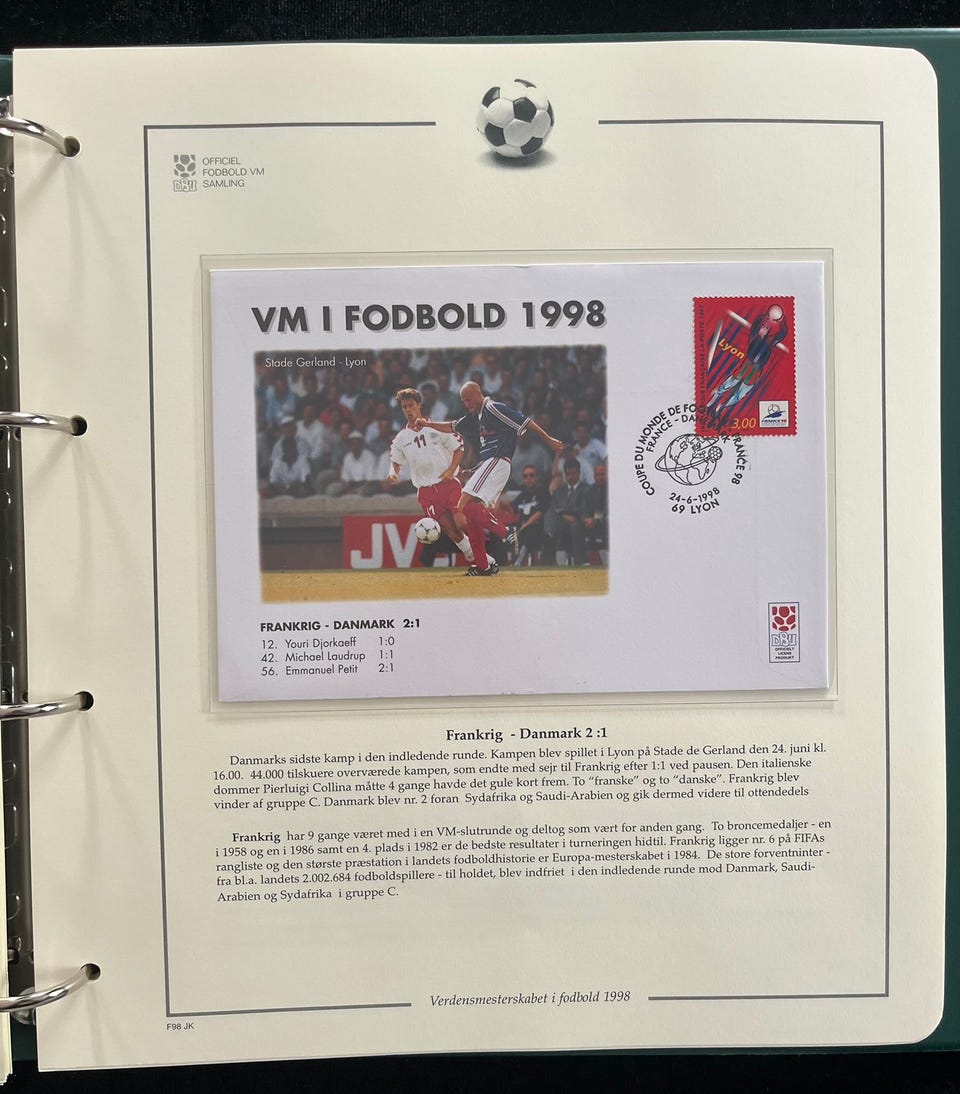 OFFICIEL
FODBOLD VM
SAMLING
DBU
VM I FODBOLD 1998
Stade Gerland - Lyon
11
JV
Lyon
3,00
FRANCE 98
COUPE DU MONDE DE FOOTBALL FRANCE 98
FRANCE - DANEMARK
24-6-1998
69 LYON
DBU
OFFICIELT
LICENS
PRODUKT
FRANKRIG - DANMARK 2:1
12. Youri Djorkaeff 1:0
42. Michael Laudrup 1:1
56. Emmanuel Petit 2:1
Frankrig - Danmark 2 :1
Danmarks sidste kamp i den indledende runde. Kampen blev spillet i Lyon på Stade de Gerland den 24. juni kl.
16.00. 44.000 tilskuere overværede kampen, som endte med sejr til Frankrig efter 1:1 ved pausen. Den italienske
dommer Pierluigi Collina måtte 4 gange havde det gule kort frem. To “franske” og to “danske”. Frankrig blev
vinder af gruppe C. Danmark blev nr. 2 foran Sydafrika og Saudi-Arabien og gik dermed videre til ottendedels
Frankrig har 9 gange været med i en VM-slutrunde og deltog som vært for anden gang. To broncemedaljer - en
i 1958 og en i 1986 samt en 4. plads i 1982 er de bedste resultater i turneringen hidtil. Frankrig ligger nr. 6 på FIFAs
rangliste og den største præstation i landets fodboldhistorie er Europa-mesterskabet i 1984. De store forventninter -
fra bl.a. landets 2.002.684 fodboldspillere - til holdet, blev indfriet i den indledende runde mod Danmark, Saudi-
Arabien og Sydafrika i gruppe C.
Verdensmesterskabet i fodbold 1998
F98 JK